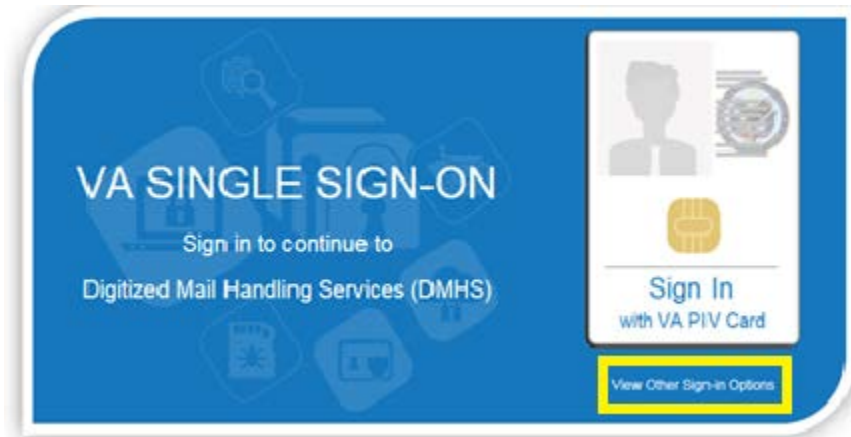 VA SINGLE SIGN-ON
Sign in to continue to
Digitized Mail Handling Services (DMHS)
Sign In
with VA PIV Card
View Other Sign-in Options